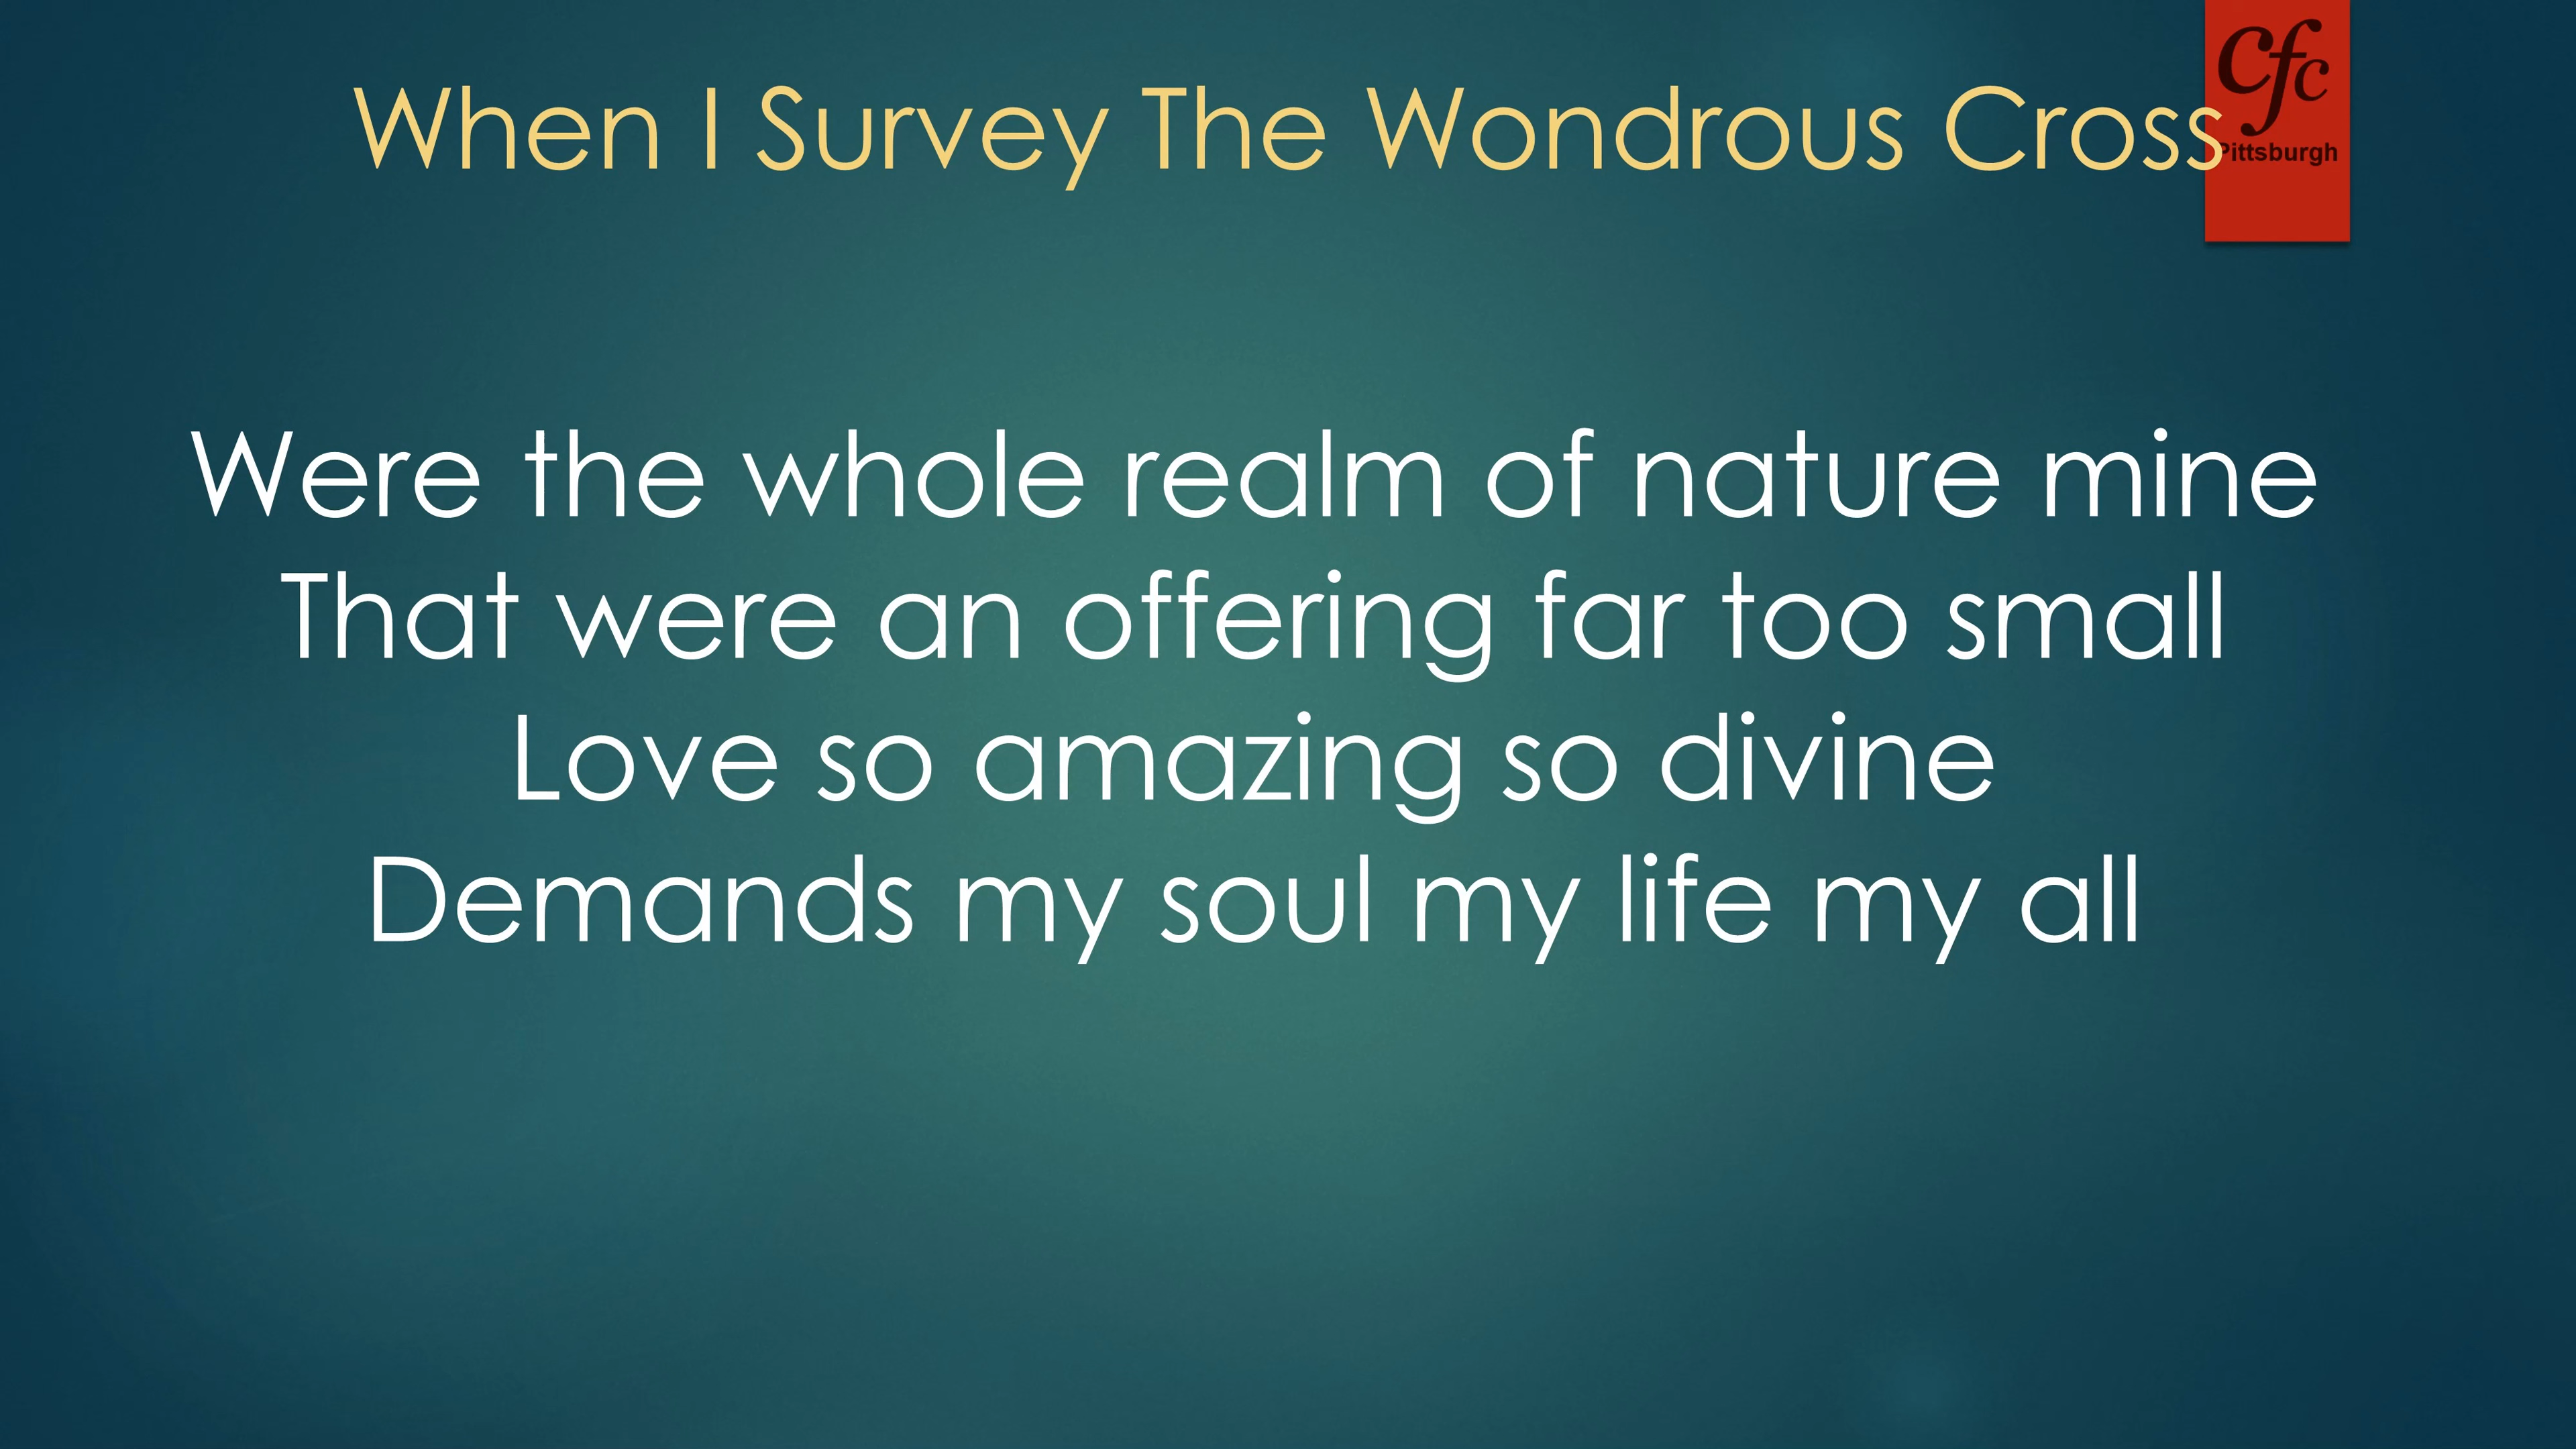 When I Survey The Wondrous Cross
cfc
Pittsburgh
Were the whole realm of nature mine
That were an offering far too small
Love so amazing so divine
Demands my soul my life my all